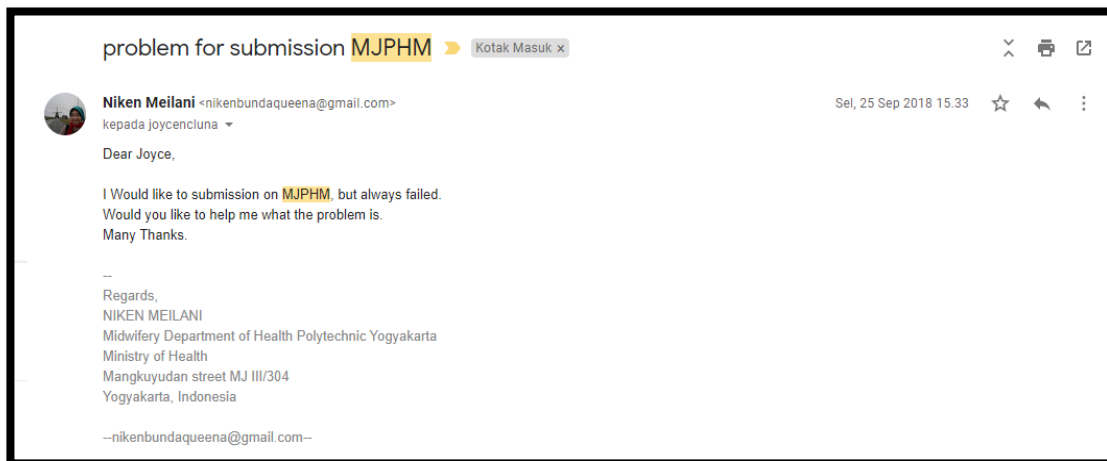 problem for submission MJPHM Kotak Masuk x
Niken Meilani <nikenbundaqueena@gmail.com> Sel, 25 Sep 2018 15.33
kepada joycencluna
Dear Joyce,
I Would like to submission on MJPHM, but always failed.
Would you like to help me what the problem is.
Many Thanks.
--
Regards,
NIKEN MEILANI
Midwifery Department of Health Polytechnic Yogyakarta
Ministry of Health
Mangkuyudan street MJ III/304
Yogyakarta, Indonesia
--nikenbundaqueena@gmail.com--